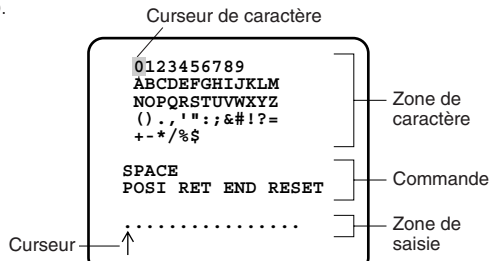 Curseur de caractère
0123456789
ABCDEFGHIJKLM
NOPQRSTUVWXYZ
().,'":;&#!?=
+-*/%$
Zone de
caractère
SPACE
POSI RET END RESET
Commande
................
Zone de
saisie
Curseur